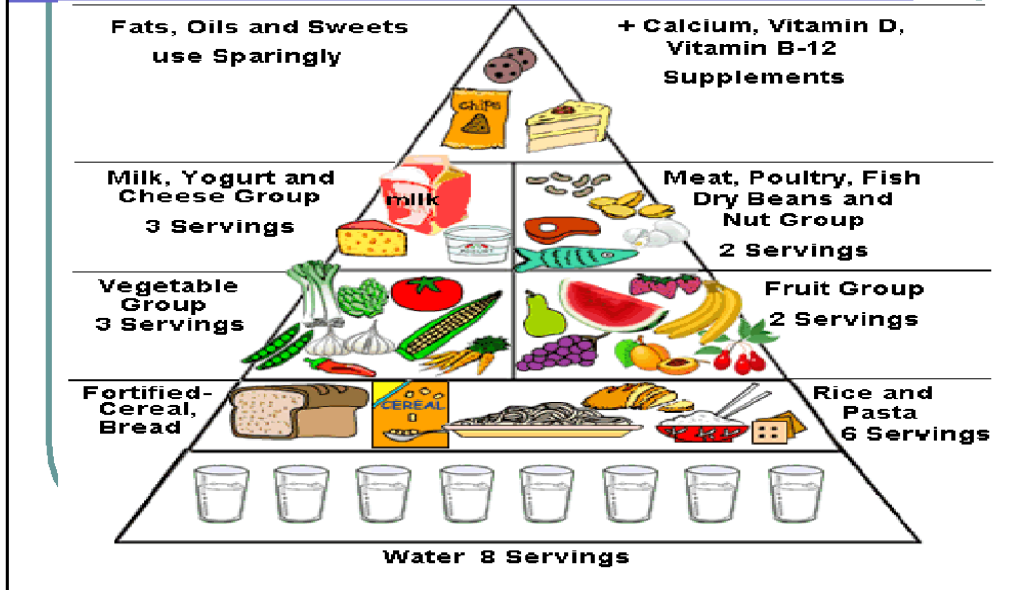 Fats, Oils and Sweets
use Sparingly
+ Calcium, Vitamin D,
Vitamin B-12
Supplements
chips
Milk, Yogurt and
Cheese Group
3 Servings
milk
YOGURT
Meat, Poultry, Fish
Dry Beans and
Nut Group
2 Servings
Vegetable
Group
3 Servings
Fruit Group
2 Servings
Fortified-
Cereal,
Bread
CEREAL
Rice and
Pasta
6 Servings
Water 8 Servings